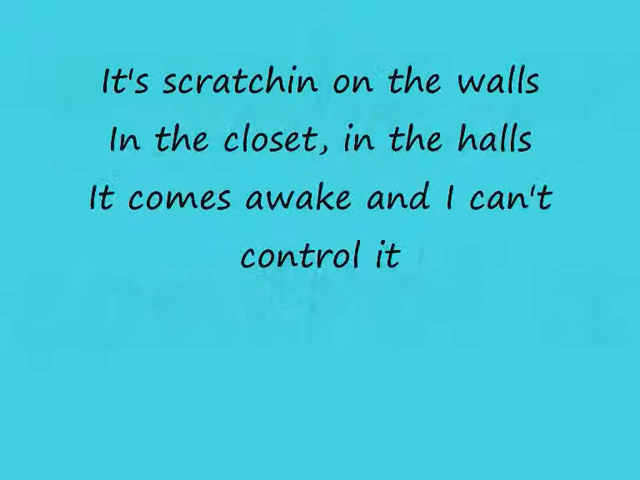 It's scratchin on the walls
In the closet, in the halls
It comes awake and I can't
control it